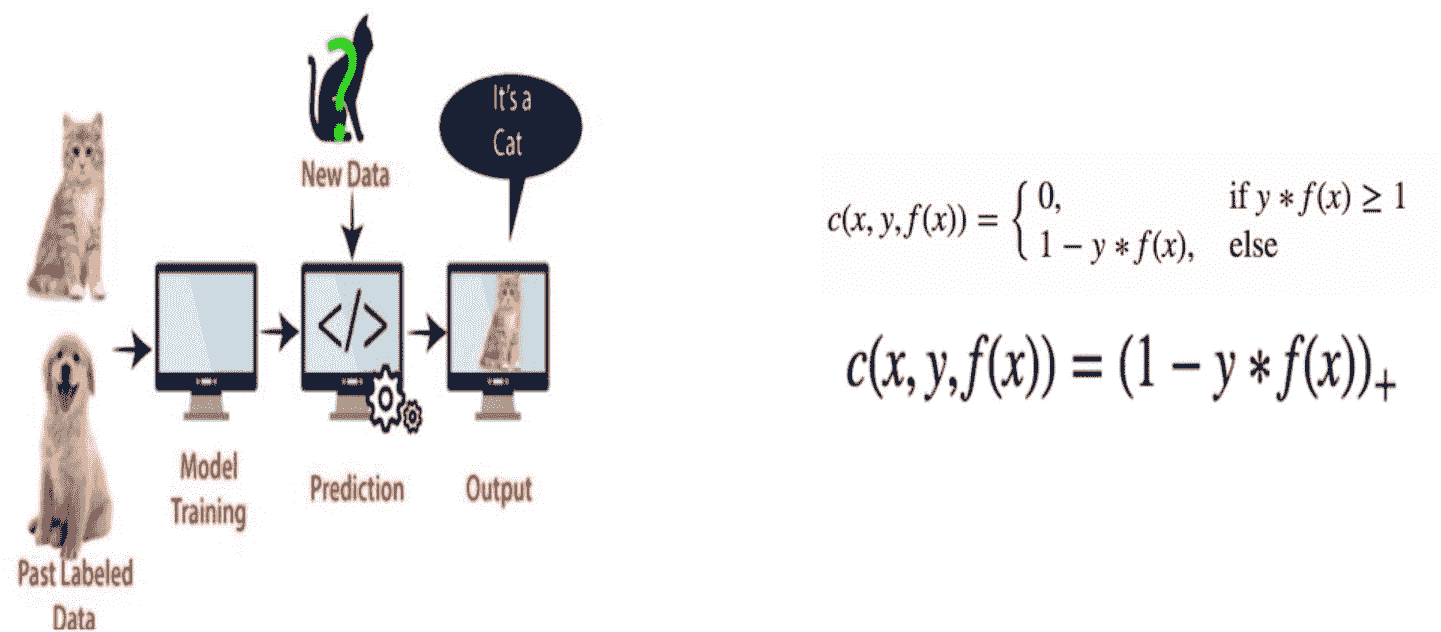 It's a
Cat
?
New Data
</>
Model
Training
Prediction
Output
Past Labeled
Data
c(x, y, f(x)) = { 0, if y * f(x) ≥ 1
1 − y * f(x), else
c(x, y, f(x)) = (1 − y * f(x))₊